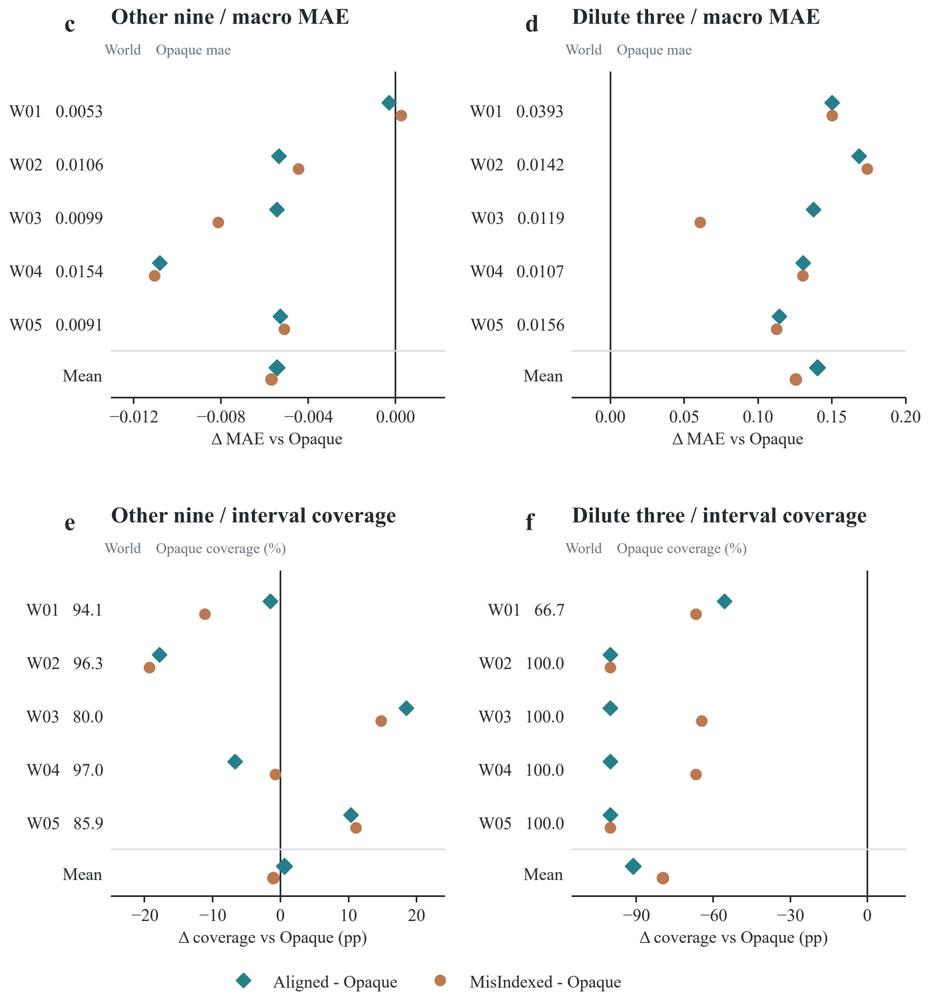 c Other nine / macro MAE
World Opaque mae
W01 0.0053
W02 0.0106
W03 0.0099
W04 0.0154
W05 0.0091
Mean
−0.012 −0.008 −0.004 0.000
Δ MAE vs Opaque
d Dilute three / macro MAE
World Opaque mae
W01 0.0393
W02 0.0142
W03 0.0119
W04 0.0107
W05 0.0156
Mean
0.00 0.05 0.10 0.15 0.20
Δ MAE vs Opaque
e Other nine / interval coverage
World Opaque coverage (%)
W01 94.1
W02 96.3
W03 80.0
W04 97.0
W05 85.9
Mean
−20 −10 0 10 20
Δ coverage vs Opaque (pp)
f Dilute three / interval coverage
World Opaque coverage (%)
W01 66.7
W02 100.0
W03 100.0
W04 100.0
W05 100.0
Mean
−90 −60 −30 0
Δ coverage vs Opaque (pp)
Aligned - Opaque MisIndexed - Opaque